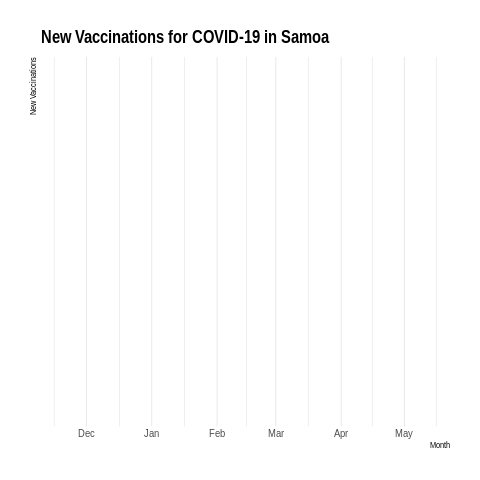 New Vaccinations for COVID-19 in Samoa
New Vaccinations
Dec Jan Feb Mar Apr May
Month